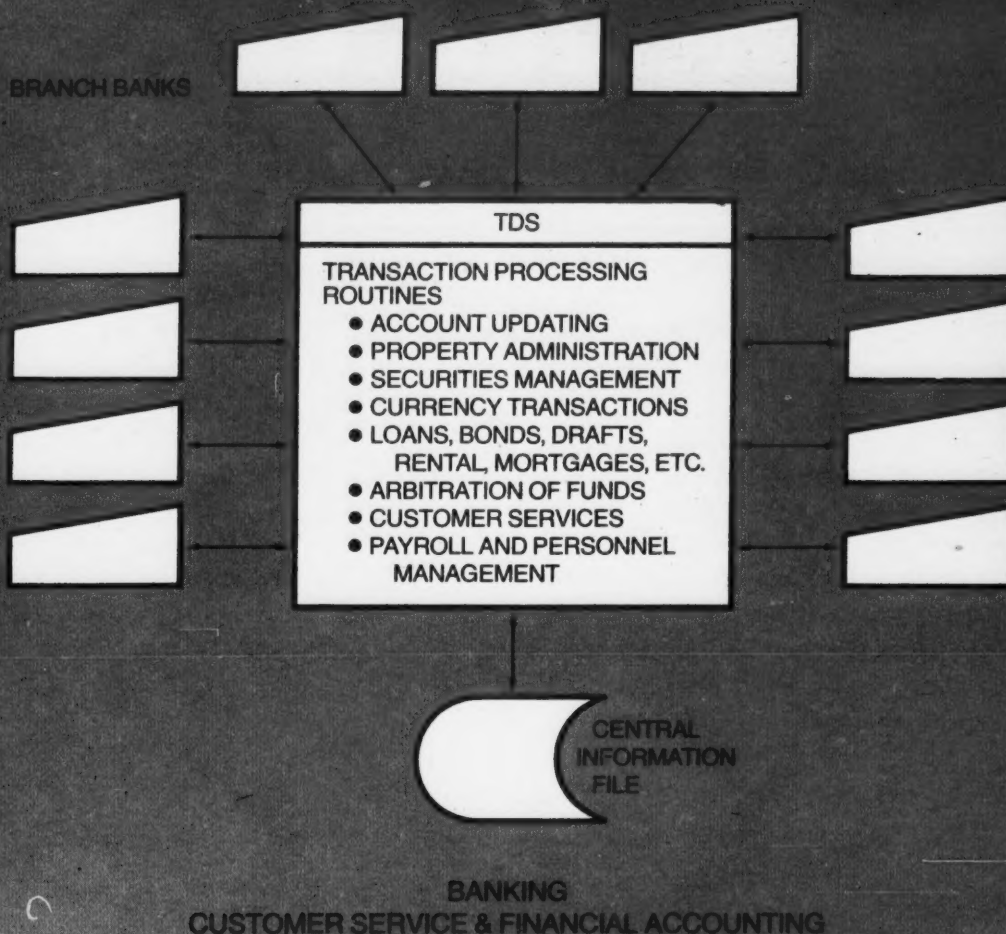 BRANCH BANKS
TDS
TRANSACTION PROCESSING
ROUTINES
● ACCOUNT UPDATING
● PROPERTY ADMINISTRATION
● SECURITIES MANAGEMENT
● CURRENCY TRANSACTIONS
● LOANS, BONDS, DRAFTS,
RENTAL, MORTGAGES, ETC.
● ARBITRATION OF FUNDS
● CUSTOMER SERVICES
● PAYROLL AND PERSONNEL
MANAGEMENT
CENTRAL
INFORMATION
FILE
BANKING
CUSTOMER SERVICE & FINANCIAL ACCOUNTING